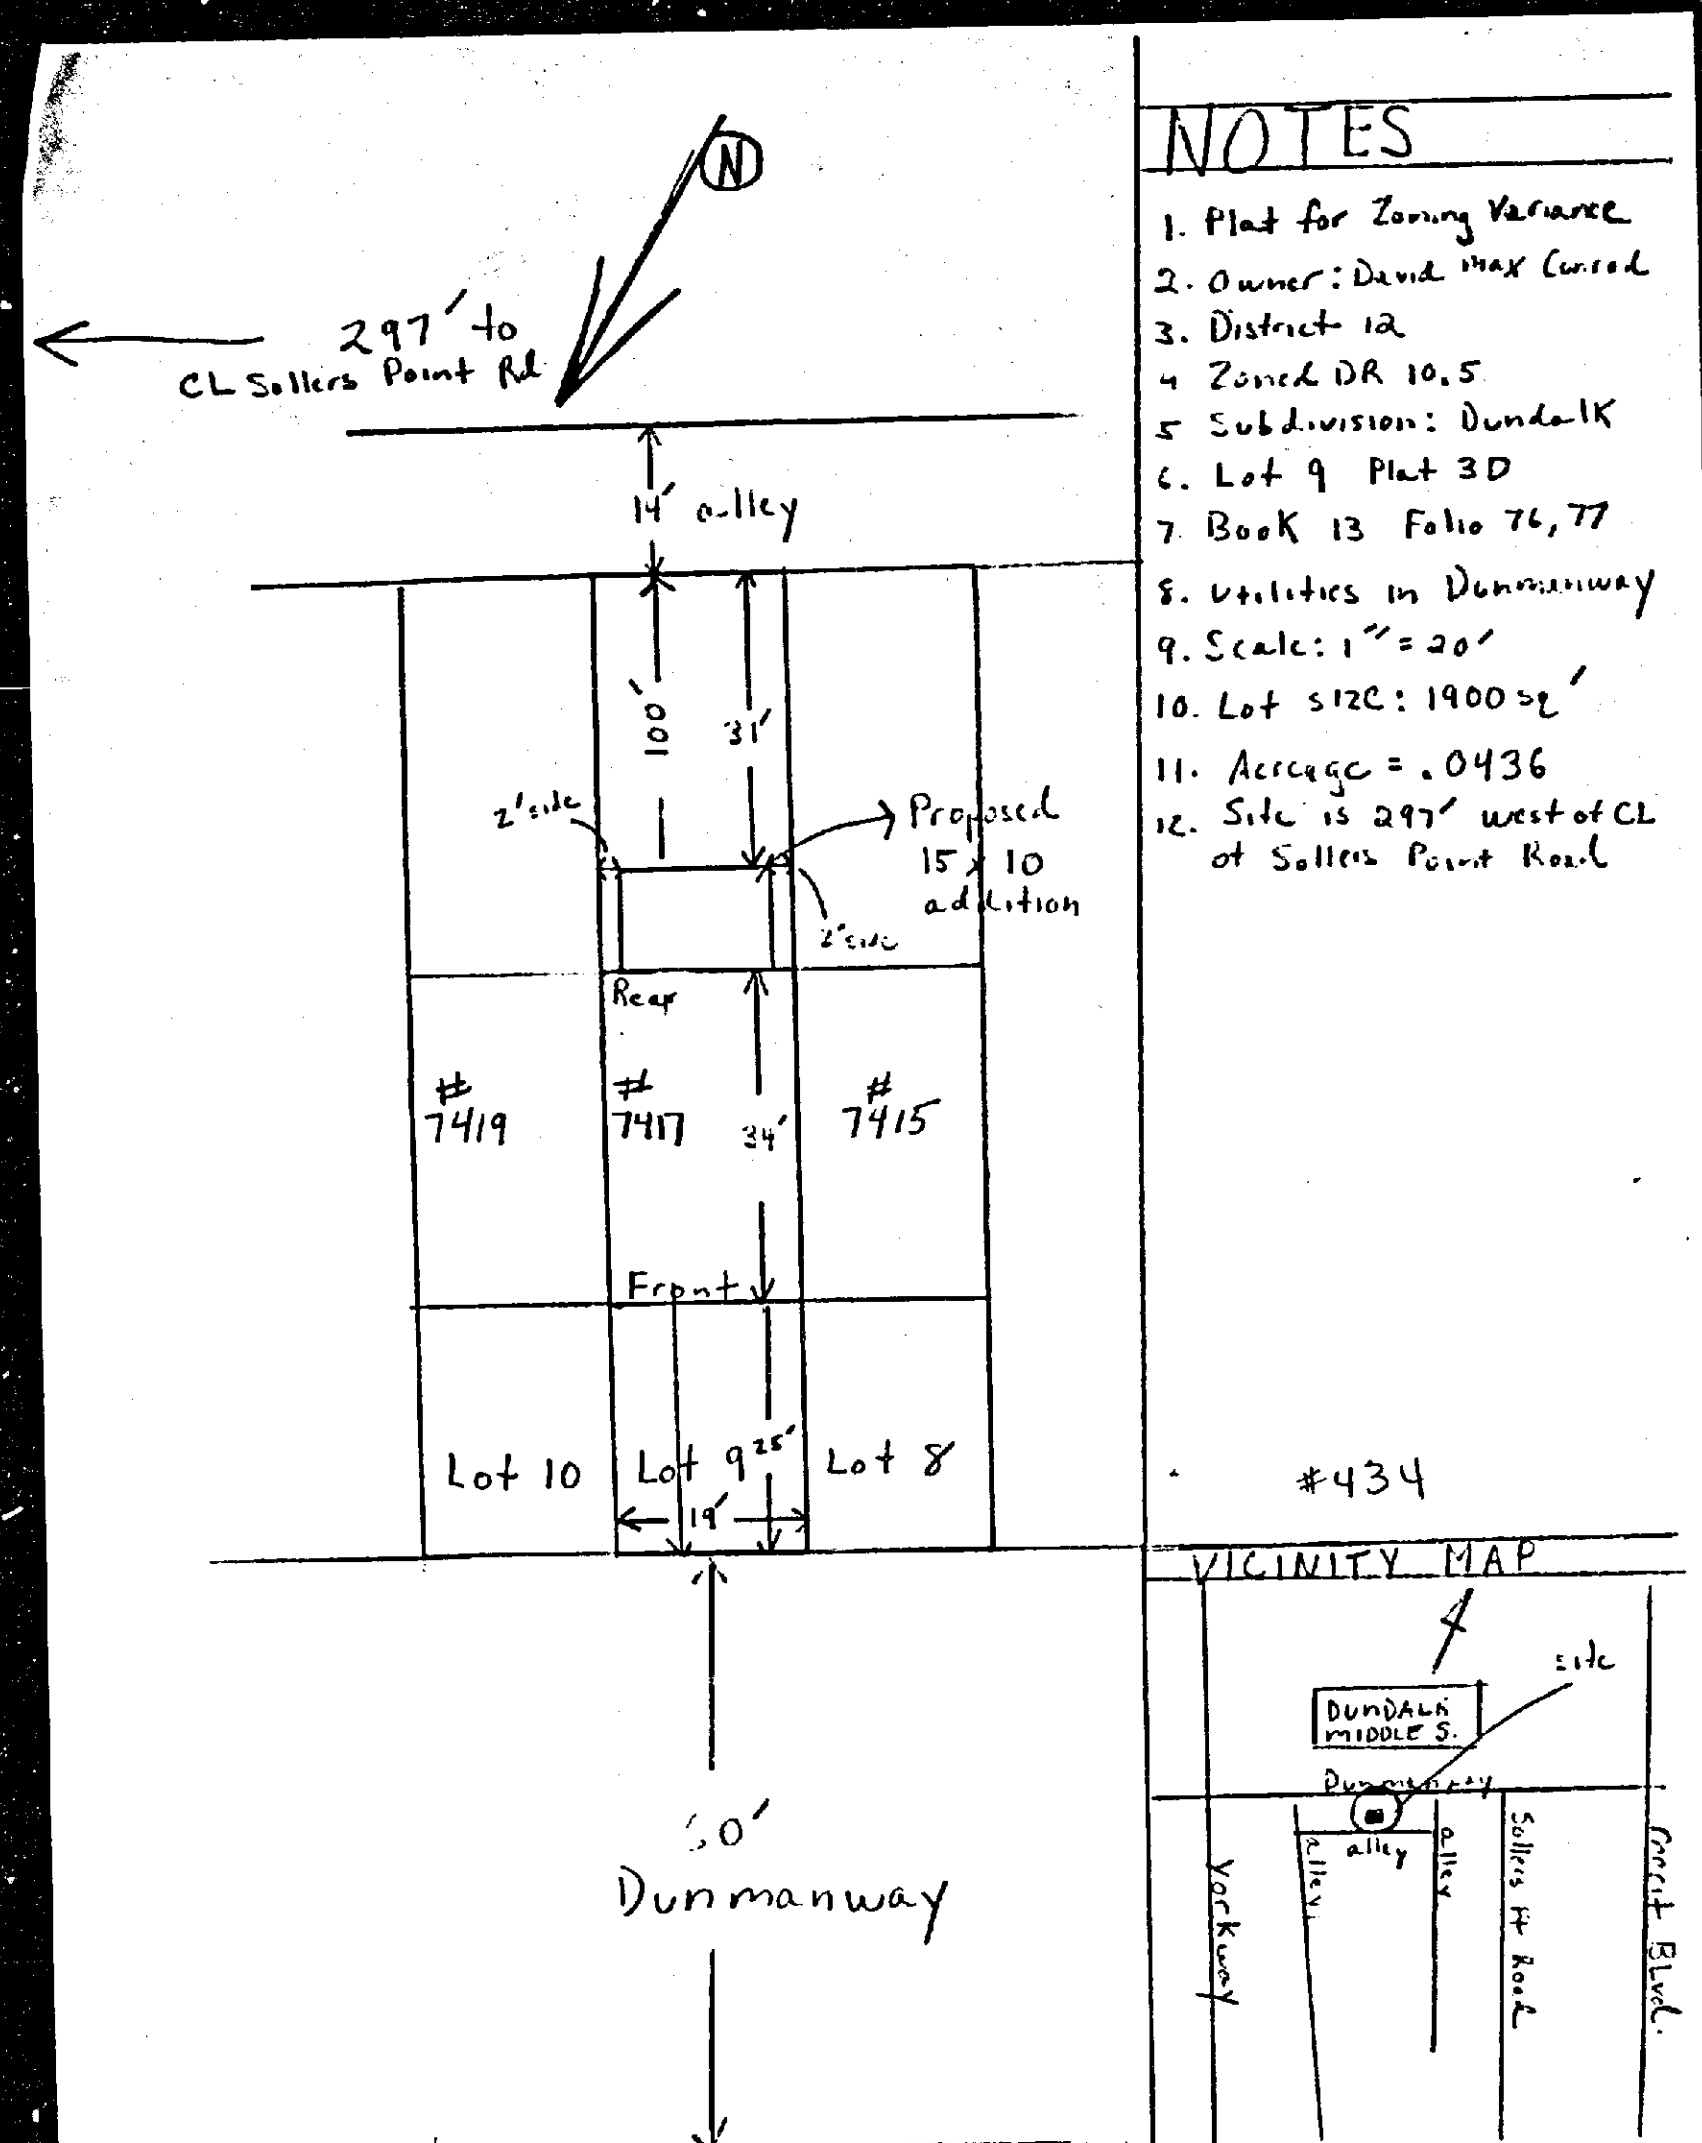 N
297' to
CL Sollers Point Rd
14' alley
100'
31'
2' side
Proposed
15 x 10
addition
2' side
Rear
#
7419
#
7417
34'
#
7415
Front
Lot 10
Lot 9
25'
Lot 8
19'
0'
Dunmanway
NOTES
1. Plat for Zoning Variance
2. Owner: David Max Conrad
3. District 12
4 Zoned DR 10.5
5 Subdivision: Dundalk
6. Lot 9 Plat 3D
7. Book 13 Folio 76, 77
8. Utilities in Dunmanway
9. Scale: 1" = 20'
10. Lot size: 1900 sq '
11. Acreage = .0436
12. Site is 297' west of CL
of Sollers Point Road
#434
VICINITY MAP
site
DUNDALK
MIDDLE S.
Dunmanway
alley
alley
alley
Yorkway
Sollers Pt Road
Merrit BLvd.